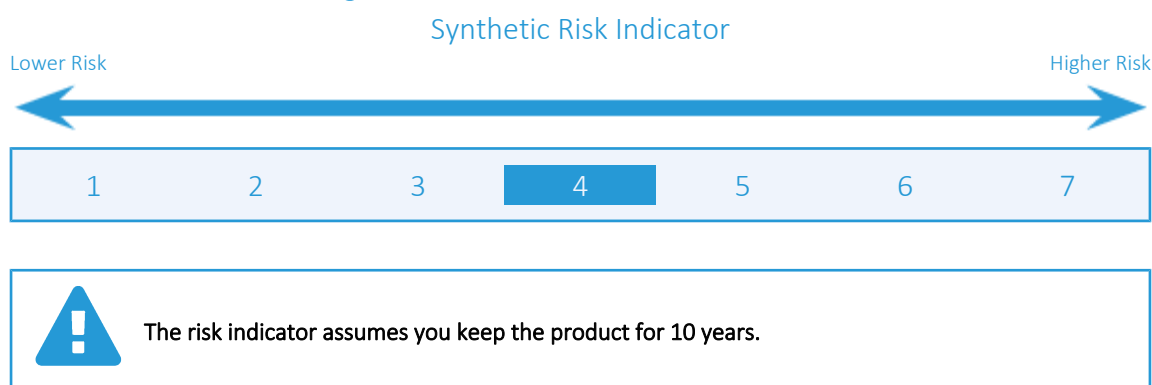 Synthetic Risk Indicator
Lower Risk Higher Risk
1 2 3 4 5 6 7
The risk indicator assumes you keep the product for 10 years.